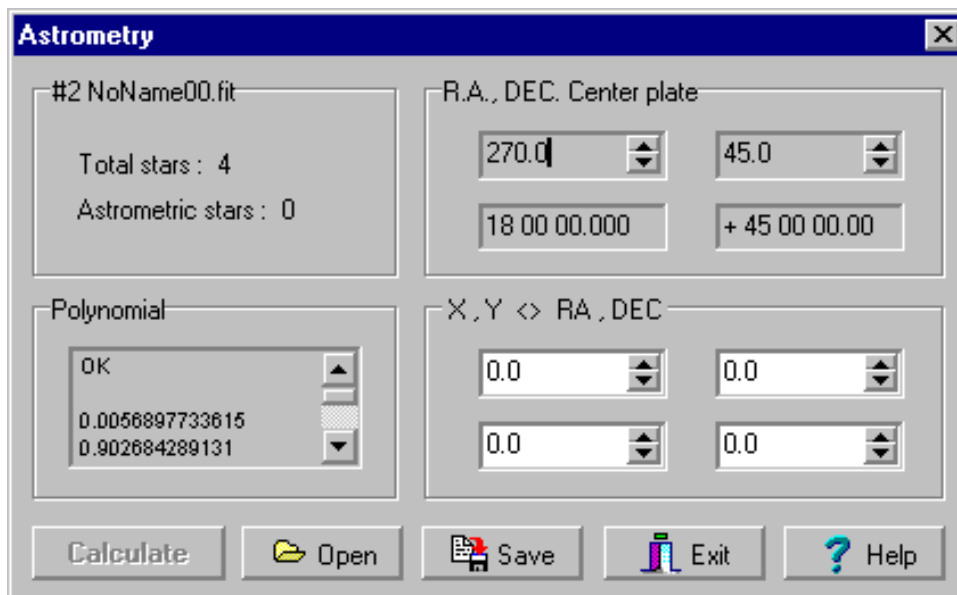 Astrometry
#2 NoName00.fit
Total stars : 4
Astrometric stars : 0
R.A., DEC. Center plate
270.0 45.0
18 00 00.000 + 45 00 00.00
Polynomial
OK
0.0056897733615
0.902684289131
X , Y <> RA , DEC
0.0 0.0
0.0 0.0
Calculate Open Save Exit Help